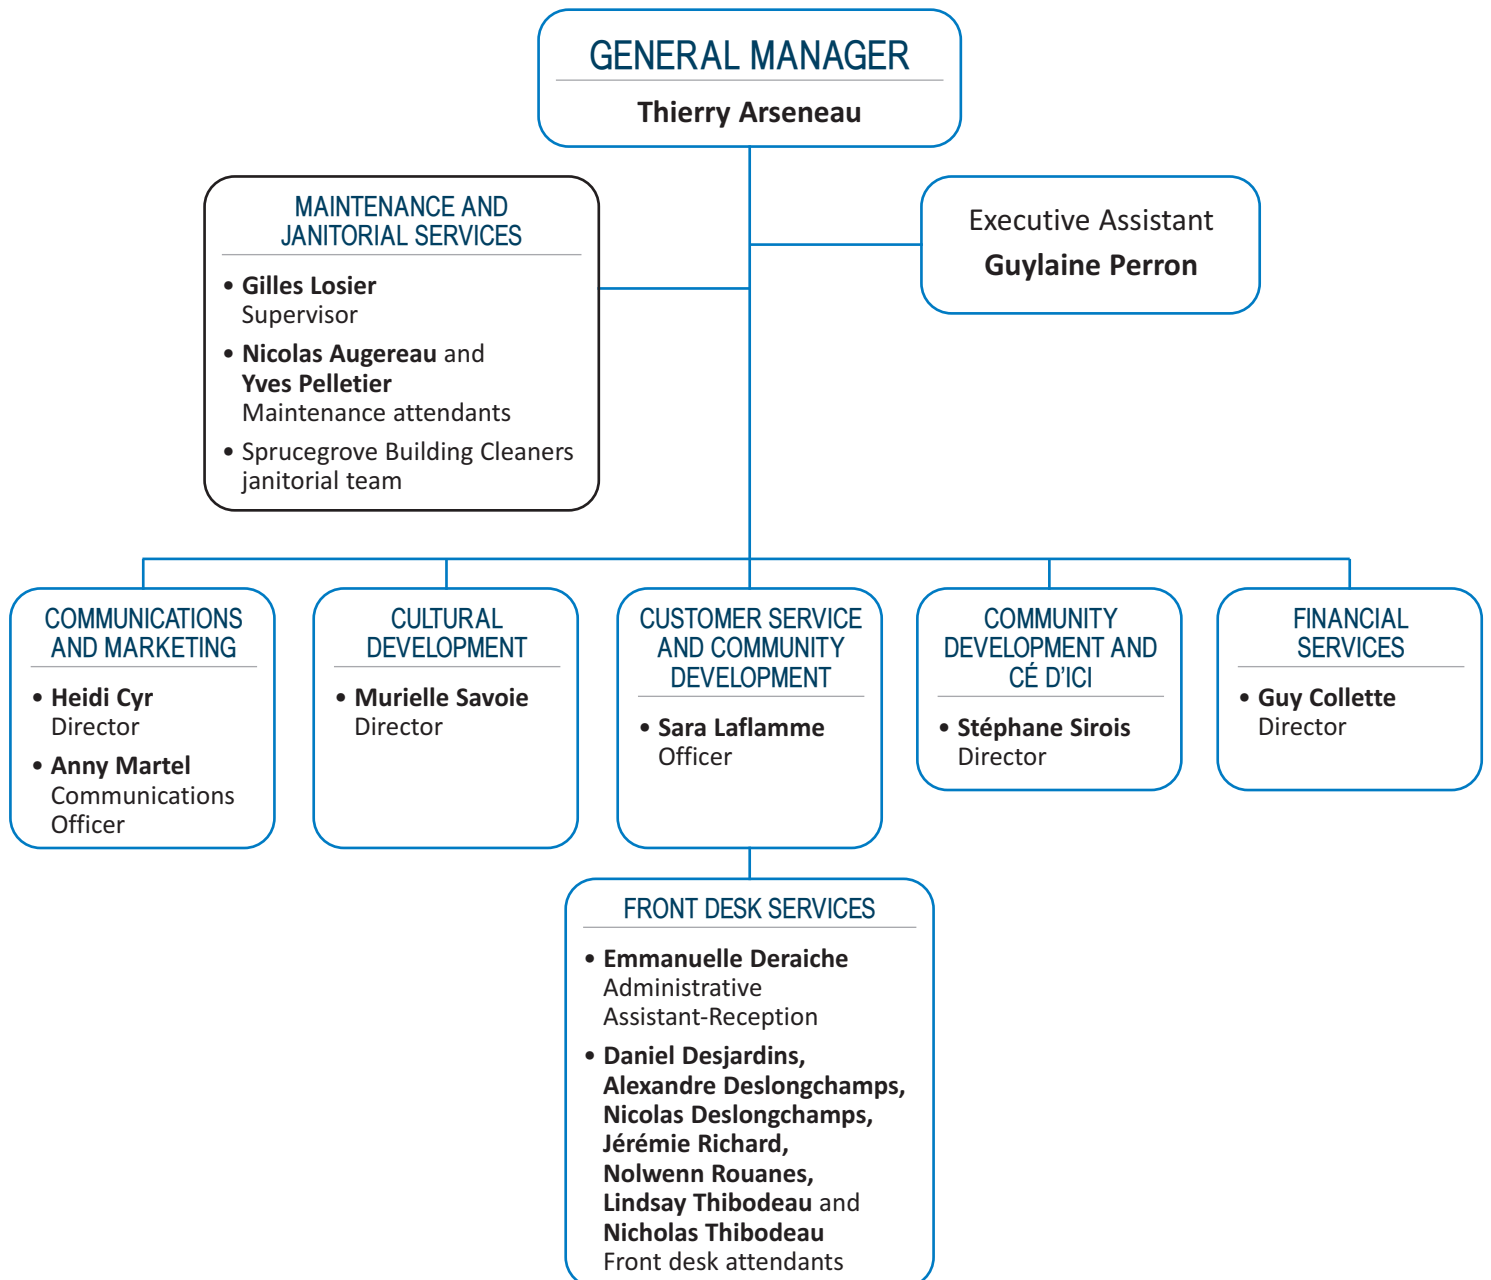 GENERAL MANAGER
Thierry Arseneau
MAINTENANCE AND
JANITORIAL SERVICES
• Gilles Losier
Supervisor
• Nicolas Augereau and
Yves Pelletier
Maintenance attendants
• Sprucegrove Building Cleaners
janitorial team
Executive Assistant
Guylaine Perron
COMMUNICATIONS
AND MARKETING
• Heidi Cyr
Director
• Anny Martel
Communications
Officer
CULTURAL
DEVELOPMENT
• Murielle Savoie
Director
CUSTOMER SERVICE
AND COMMUNITY
DEVELOPMENT
• Sara Laflamme
Officer
COMMUNITY
DEVELOPMENT AND
CÉ D'ICI
• Stéphane Sirois
Director
FINANCIAL
SERVICES
• Guy Collette
Director
FRONT DESK SERVICES
• Emmanuelle Deraiche
Administrative
Assistant-Reception
• Daniel Desjardins,
Alexandre Deslongchamps,
Nicolas Deslongchamps,
Jérémie Richard,
Nolwenn Rouanes,
Lindsay Thibodeau and
Nicholas Thibodeau
Front desk attendants